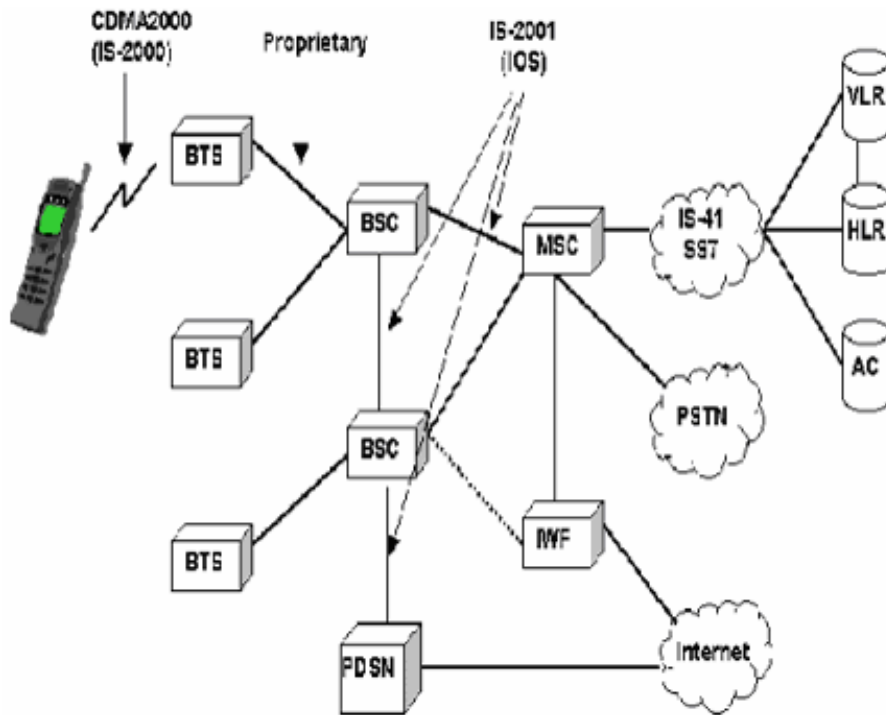 CDMA2000
(IS-2000)
Proprietary
IS-2001
(IOS)
BTS
BSC
MSC
IS-41
SS7
VLR
HLR
AC
BTS
BSC
PSTN
BTS
IWF
PDSN
Internet